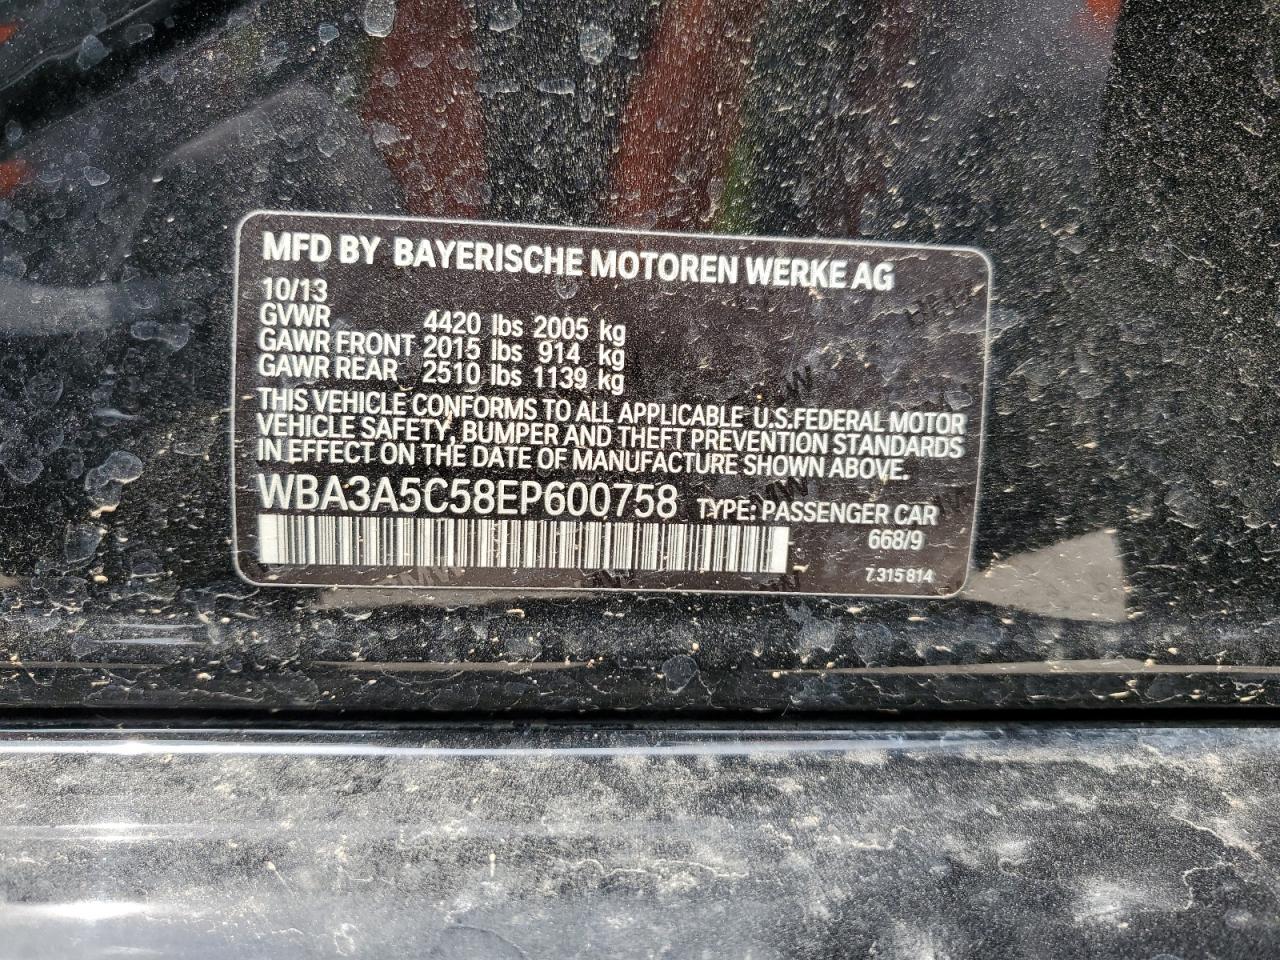 MFD BY BAYERISCHE MOTOREN WERKE AG
10/13
GVWR 4420 lbs 2005 kg
GAWR FRONT 2015 lbs 914 kg
GAWR REAR 2510 lbs 1139 kg
THIS VEHICLE CONFORMS TO ALL APPLICABLE U.S.FEDERAL MOTOR
VEHICLE SAFETY, BUMPER AND THEFT PREVENTION STANDARDS
IN EFFECT ON THE DATE OF MANUFACTURE SHOWN ABOVE.
WBA3A5C58EP600758 TYPE: PASSENGER CAR
668/9
7.315 814